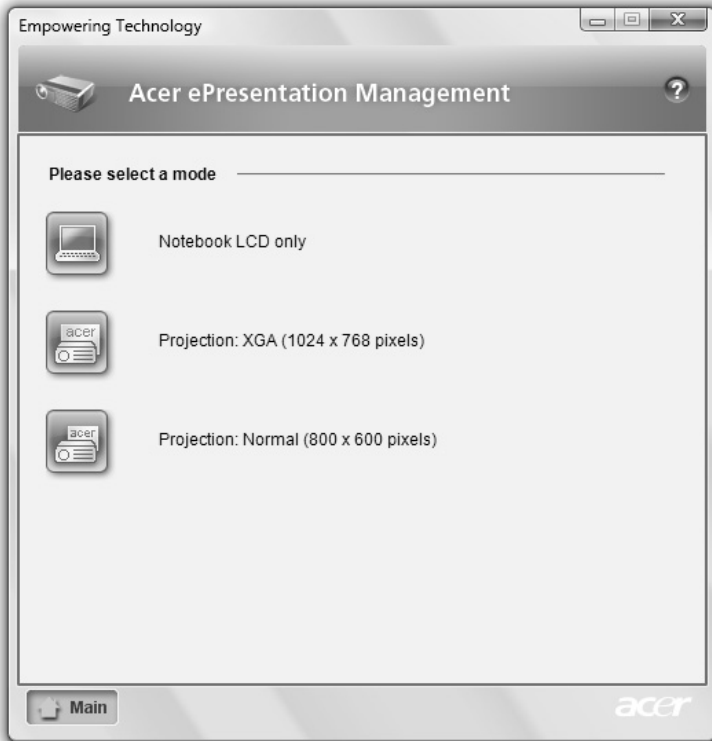 Empowering Technology
Acer ePresentation Management
?
Please select a mode
Notebook LCD only
acer
Projection: XGA (1024 x 768 pixels)
acer
Projection: Normal (800 x 600 pixels)
Main
acer